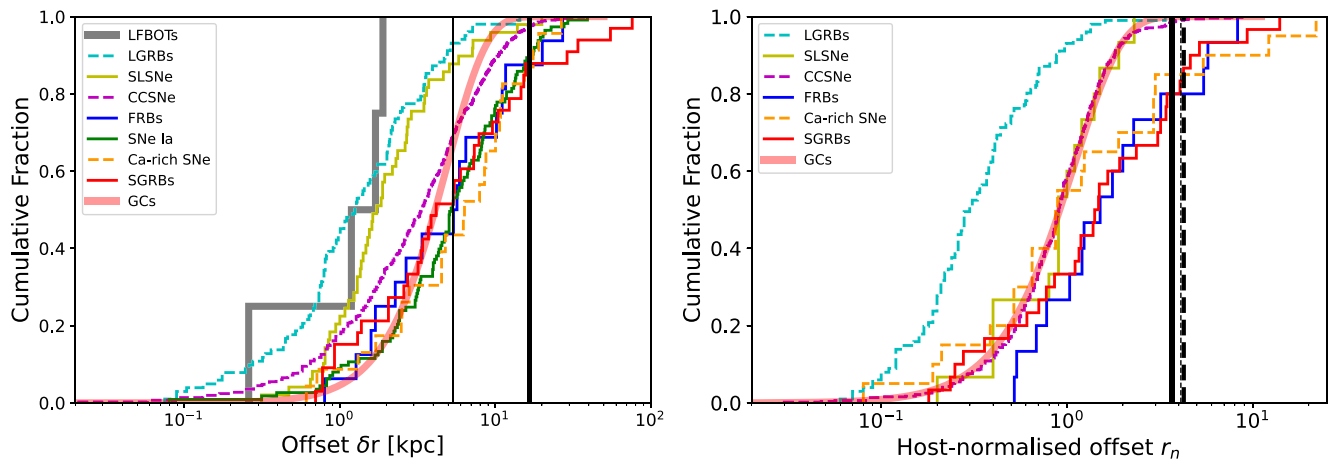 1.0
0.8
0.6
0.4
0.2
0.0
Cumulative Fraction
LFBOTs
LGRBs
SLSNe
CCSNe
FRBs
SNe Ia
Ca-rich SNe
SGRBs
GCs
10⁻¹ 10⁰ 10¹ 10²
Offset δr [kpc]
1.0
0.8
0.6
0.4
0.2
0.0
Cumulative Fraction
LGRBs
SLSNe
CCSNe
FRBs
Ca-rich SNe
SGRBs
GCs
10⁻¹ 10⁰ 10¹
Host-normalised offset rₙ